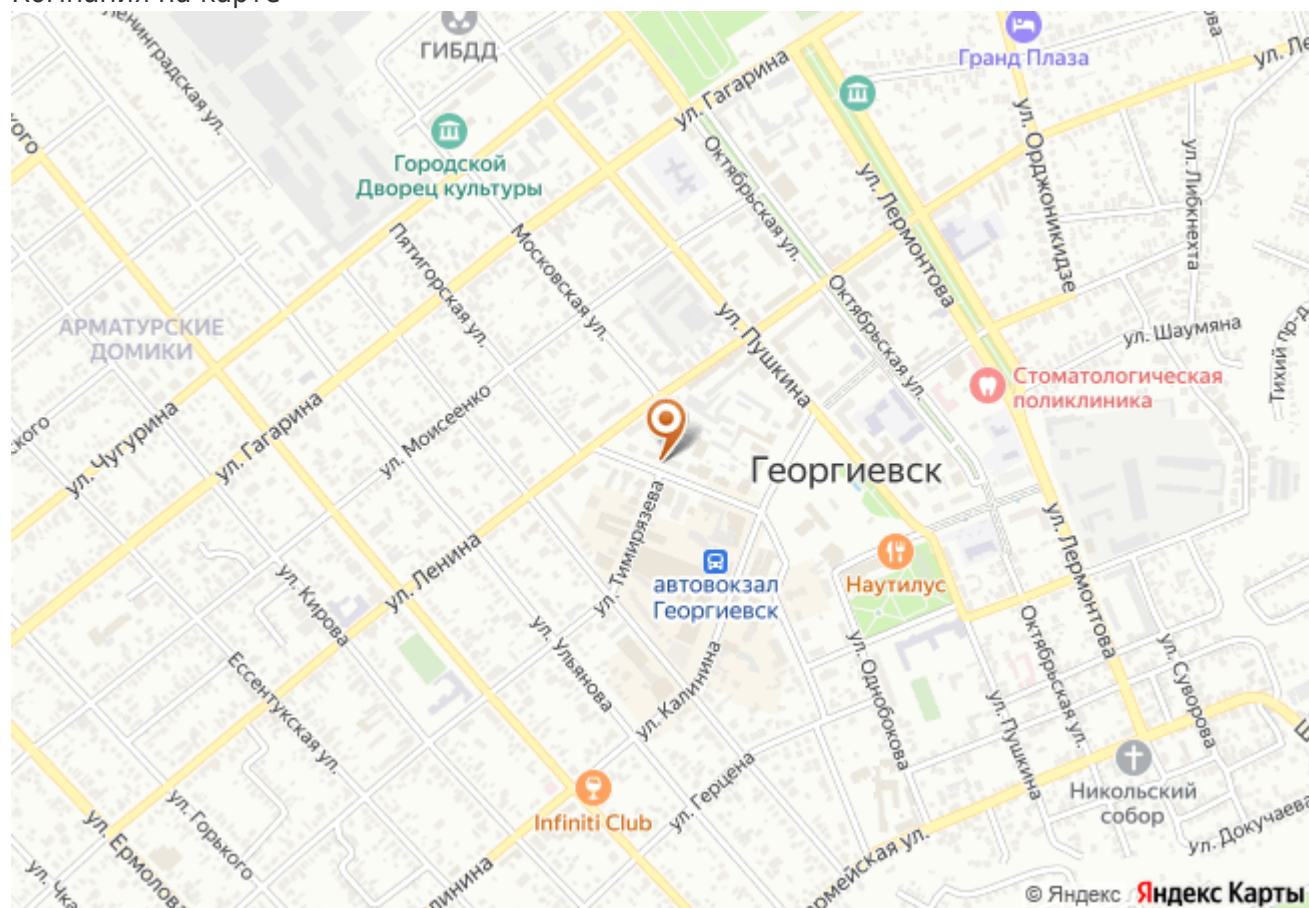 Компания на карте
Ленинградская ул.
ГИБДД
Гранд Плаза
ул. Гагарина
ул. Орджоникидзе
ул. Либкнехта
Городской
Дворец культуры
Октябрьская ул.
ул. Лермонтова
Пятигорская ул.
Московская ул.
АРМАТУРСКИЕ
ДОМИКИ
ул. Пушкина
Октябрьская ул.
ул. Шаумяна
Стоматологическая
поликлиника
ул. Чугурина
ул. Гагарина
ул. Моисеенко
Георгиевск
ул. Тимирязева
ул. Ленина
автовокзал
Георгиевск
Наутилус
ул. Лермонтова
ул. Кирова
ул. Ульянова
ул. Калинина
ул. Однобокова
Октябрьская ул.
ул. Суворова
ул. Пушкина
Ессентукская ул.
Никольский
собор
Infiniti Club
ул. Герцена
ул. Горького
ул. Докучаева
© Яндекс Яндекс Карты